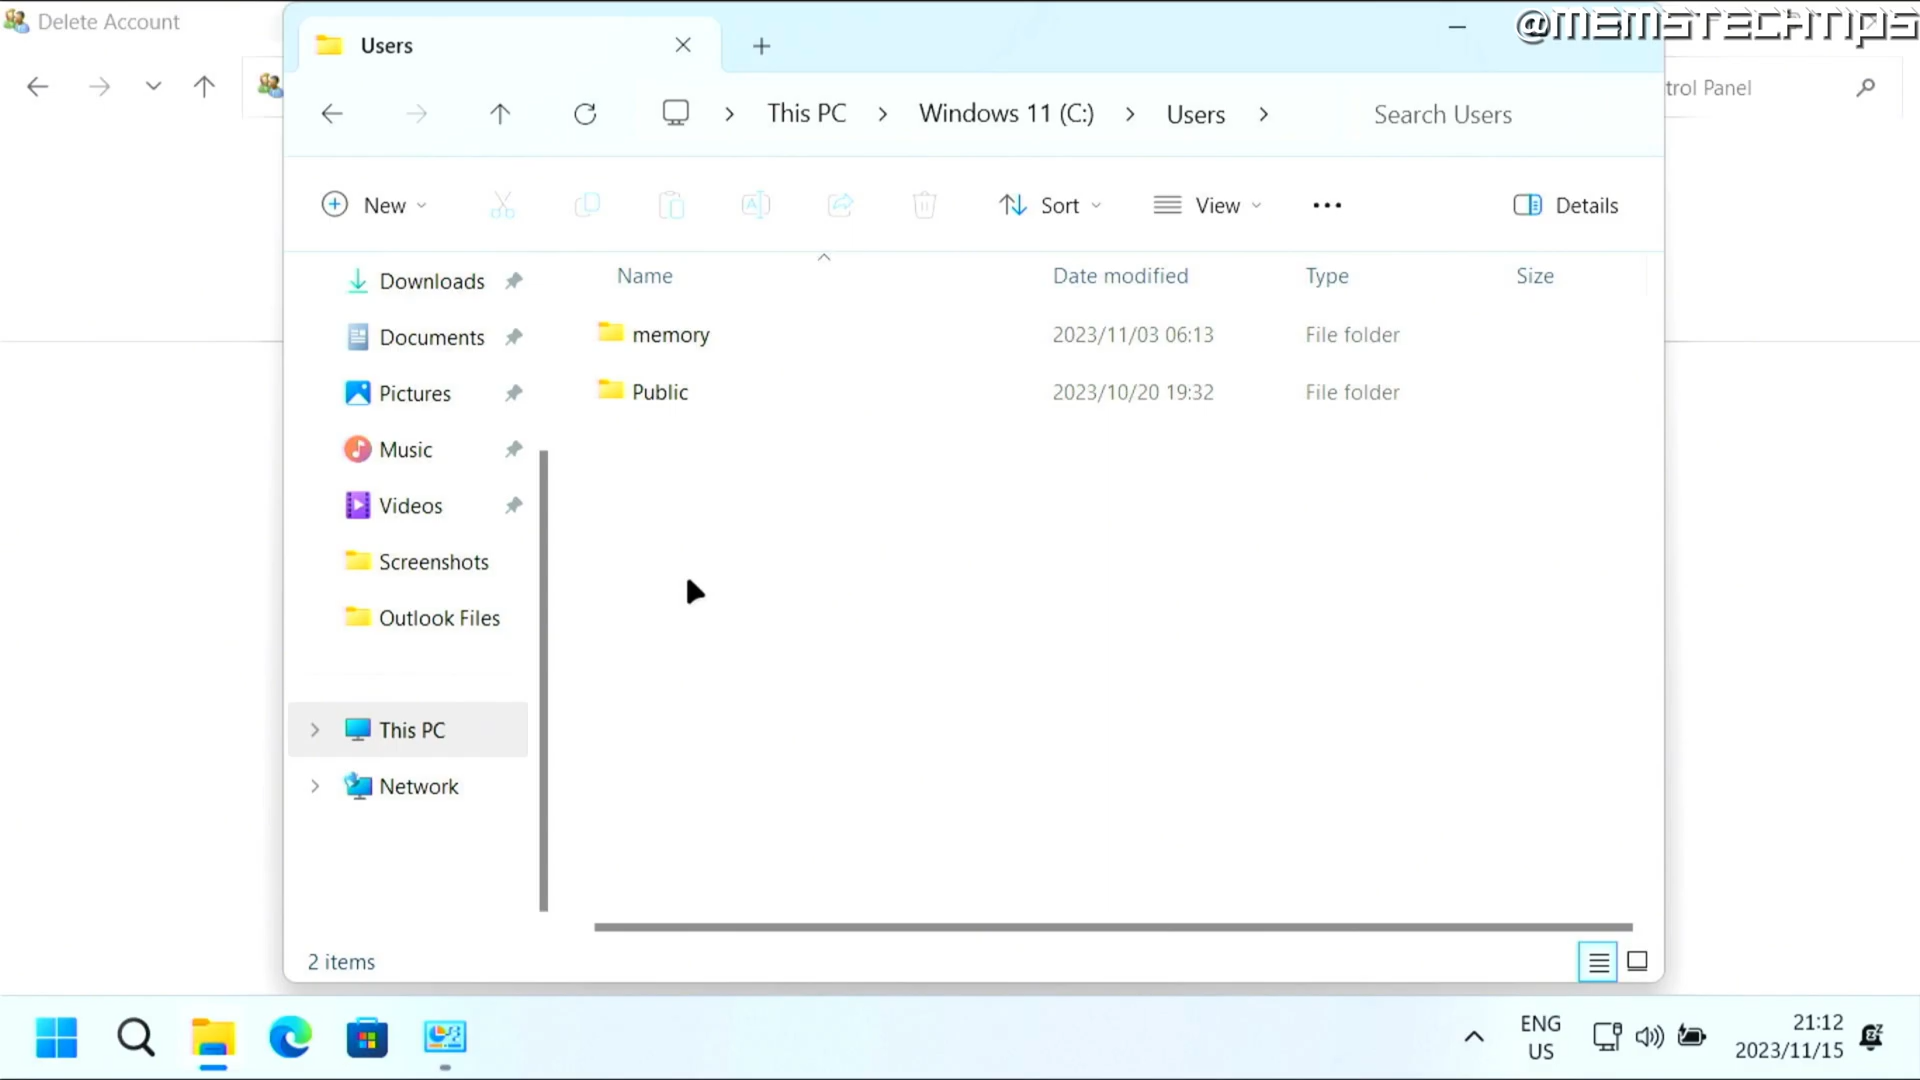 Delete Account
Users
@MEMSTECHTIPS
This PC > Windows 11 (C:) > Users >
Search Users
trol Panel
New
Sort
View
Details
Name
Date modified
Type
Size
Downloads
Documents
Pictures
Music
Videos
Screenshots
Outlook Files
This PC
Network
memory 2023/11/03 06:13 File folder
Public 2023/10/20 19:32 File folder
2 items
ENG
US
21:12
2023/11/15